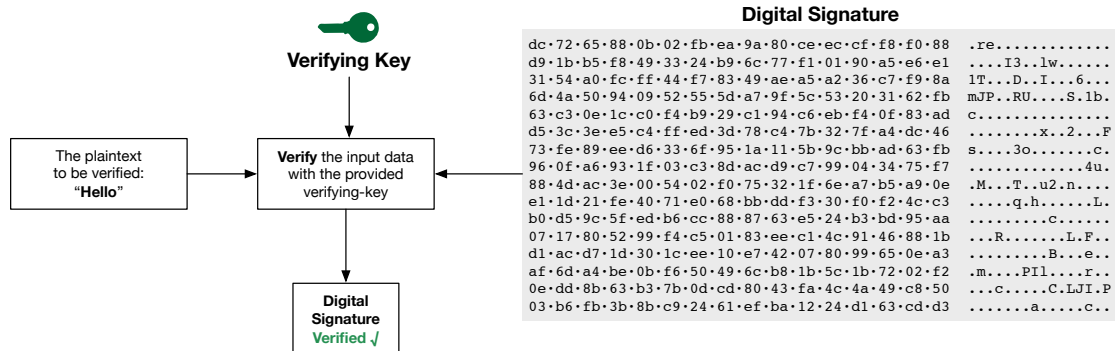 Digital Signature
Verifying Key
The plaintext
to be verified:
“Hello”
Verify the input data
with the provided
verifying-key
Digital
Signature
Verified √
dc·72·65·88·0b·02·fb·ea·9a·80·ce·ec·cf·f8·f0·88 .re.............
d9·1b·b5·f8·49·33·24·b9·6c·77·f1·01·90·a5·e6·e1 ....I3..lw......
31·54·a0·fc·ff·44·f7·83·49·ae·a5·a2·36·c7·f9·8a 1T...D..I...6...
6d·4a·50·94·09·52·55·5d·a7·9f·5c·53·20·31·62·fb mJP..RU....S.1b.
63·c3·0e·1c·c0·f4·b9·29·c1·94·c6·eb·f4·0f·83·ad c...............
d5·3c·3e·e5·c4·ff·ed·3d·78·c4·7b·32·7f·a4·dc·46 ........x..2...F
73·fe·89·ee·d6·33·6f·95·1a·11·5b·9c·bb·ad·63·fb s....3o.......c.
96·0f·a6·93·1f·03·c3·8d·ac·d9·c7·99·04·34·75·f7 .............4u.
88·4d·ac·3e·00·54·02·f0·75·32·1f·6e·a7·b5·a9·0e .M...T..u2.n....
e1·1d·21·fe·40·71·e0·68·bb·dd·f3·30·f0·f2·4c·c3 .....q.h......L.
b0·d5·9c·5f·ed·b6·cc·88·87·63·e5·24·b3·bd·95·aa .........c......
07·17·80·52·99·f4·c5·01·83·ee·c1·4c·91·46·88·1b ...R.......L.F..
d1·ac·d7·1d·30·1c·ee·10·e7·42·07·80·99·65·0e·a3 .........B...e..
af·6d·a4·be·0b·f6·50·49·6c·b8·1b·5c·1b·72·02·f2 .m....PIl....r..
0e·dd·8b·63·b3·7b·0d·cd·80·43·fa·4c·4a·49·c8·50 ...c.....C.LJI.P
03·b6·fb·3b·8b·c9·24·61·ef·ba·12·24·d1·63·cd·d3 .......a.....c..